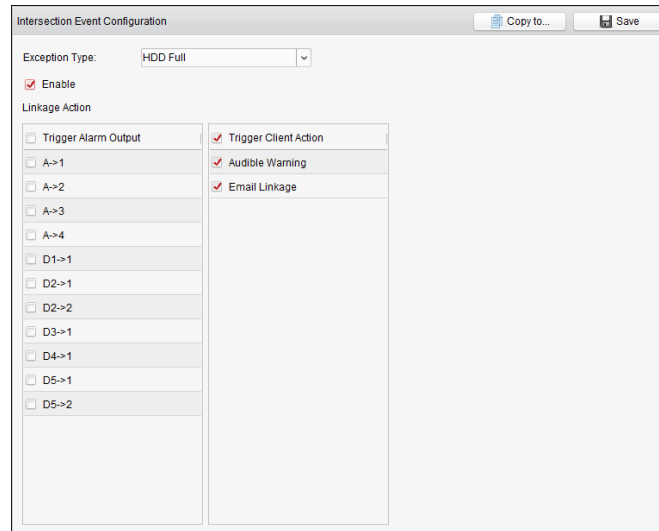 Intersection Event Configuration Copy to... Save
Exception Type: HDD Full
Enable
Linkage Action
Trigger Alarm Output Trigger Client Action
A->1 Audible Warning
A->2 Email Linkage
A->3
A->4
D1->1
D2->1
D2->2
D3->1
D4->1
D5->1
D5->2